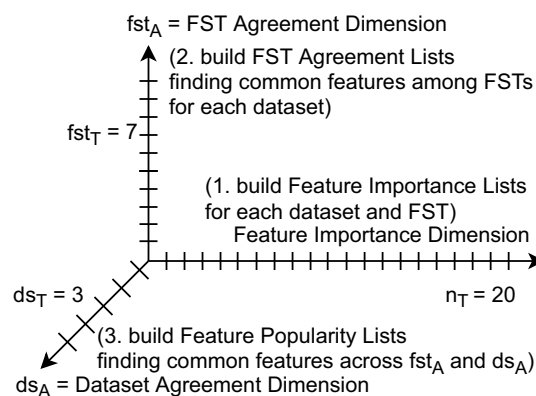 fst_A = FST Agreement Dimension
(2. build FST Agreement Lists
finding common features among FSTs
for each dataset)
fst_T = 7
(1. build Feature Importance Lists
for each dataset and FST)
Feature Importance Dimension
ds_T = 3
n_T = 20
(3. build Feature Popularity Lists
finding common features across fst_A and ds_A)
ds_A = Dataset Agreement Dimension